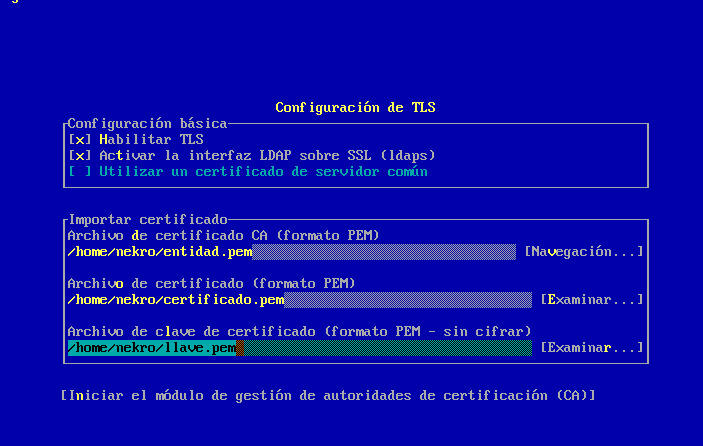 Configuración de TLS
Configuración básica
[x] Habilitar TLS
[x] Activar la interfaz LDAP sobre SSL (ldaps)
[ ] Utilizar un certificado de servidor común
Importar certificado
Archivo de certificado CA (formato PEM)
/home/nekro/entidad.pem [Navegación...]
Archivo de certificado (formato PEM)
/home/nekro/certificado.pem [Examinar...]
Archivo de clave de certificado (formato PEM - sin cifrar)
/home/nekro/llave.pem [Examinar...]
[Iniciar el módulo de gestión de autoridades de certificación (CA)]